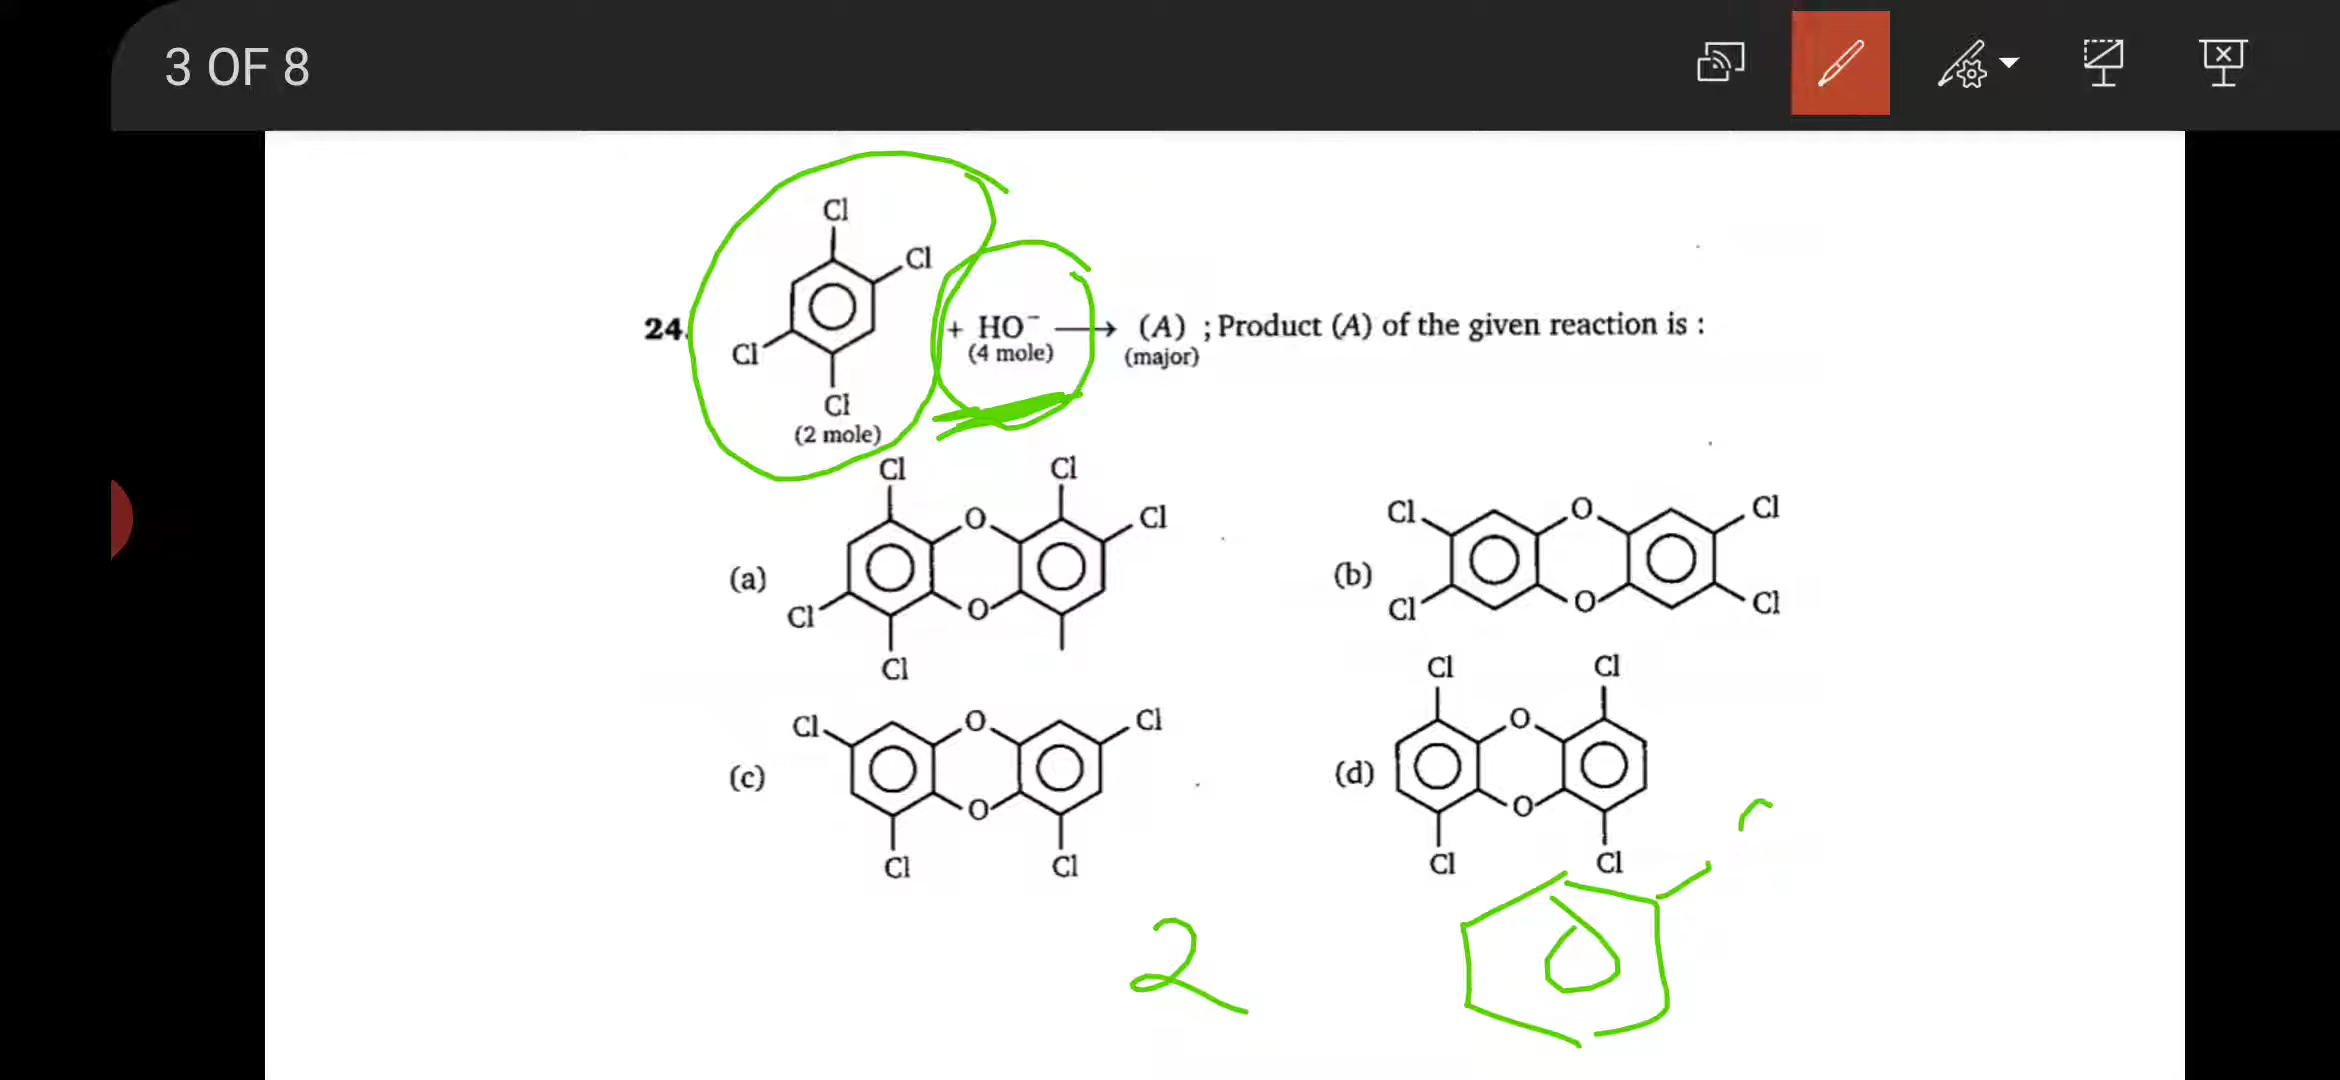 3 OF 8
Cl
Cl
24.
+ HO⁻ ⟶ (A) ; Product (A) of the given reaction is :
(4 mole) (major)
Cl
Cl
(2 mole)
(a)
Cl
Cl
O
Cl
O
Cl
Cl
(b)
Cl
O
Cl
Cl
O
Cl
(c)
Cl
O
Cl
O
Cl
Cl
(d)
Cl
Cl
O
O
Cl
Cl
2